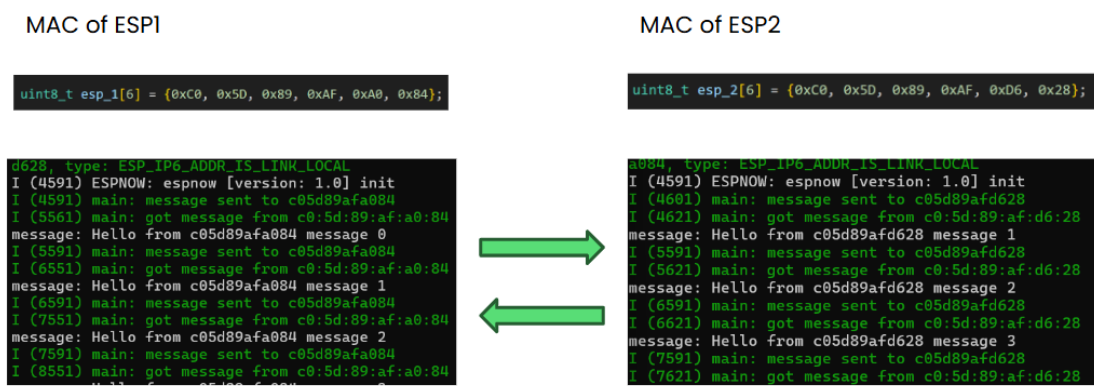 MAC of ESP1
uint8_t esp_1[6] = {0xC0, 0x5D, 0x89, 0xAF, 0xA0, 0x84};
d628, type: ESP_IP6_ADDR_IS_LINK_LOCAL
I (4591) ESPNOW: espnow [version: 1.0] init
I (4591) main: message sent to c05d89afa084
I (5561) main: got message from c0:5d:89:af:a0:84
message: Hello from c05d89afa084 message 0
I (5591) main: message sent to c05d89afa084
I (6551) main: got message from c0:5d:89:af:a0:84
message: Hello from c05d89afa084 message 1
I (6591) main: message sent to c05d89afa084
I (7551) main: got message from c0:5d:89:af:a0:84
message: Hello from c05d89afa084 message 2
I (7591) main: message sent to c05d89afa084
I (8551) main: got message from c0:5d:89:af:a0:84
MAC of ESP2
uint8_t esp_2[6] = {0xC0, 0x5D, 0x89, 0xAF, 0xD6, 0x28};
a084, type: ESP_IP6_ADDR_IS_LINK_LOCAL
I (4591) ESPNOW: espnow [version: 1.0] init
I (4601) main: message sent to c05d89afd628
I (4621) main: got message from c0:5d:89:af:d6:28
message: Hello from c05d89afd628 message 1
I (5591) main: message sent to c05d89afd628
I (5621) main: got message from c0:5d:89:af:d6:28
message: Hello from c05d89afd628 message 2
I (6591) main: message sent to c05d89afd628
I (6621) main: got message from c0:5d:89:af:d6:28
message: Hello from c05d89afd628 message 3
I (7591) main: message sent to c05d89afd628
I (7621) main: got message from c0:5d:89:af:d6:28